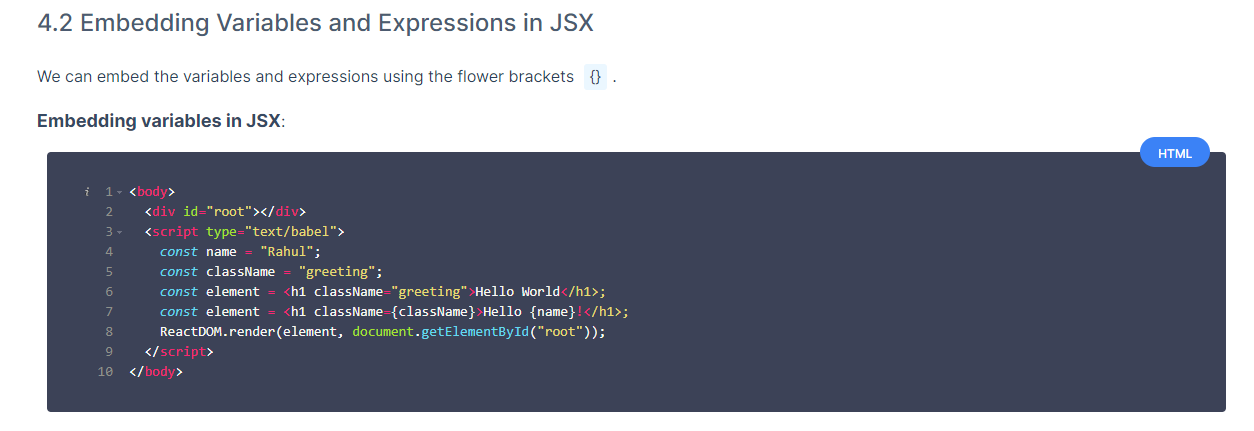 4.2 Embedding Variables and Expressions in JSX
We can embed the variables and expressions using the flower brackets {} .
Embedding variables in JSX:
HTML
i 1 <body>
2 <div id="root"></div>
3 <script type="text/babel">
4 const name = "Rahul";
5 const className = "greeting";
6 const element = <h1 className="greeting">Hello World</h1>;
7 const element = <h1 className={className}>Hello {name}!</h1>;
8 ReactDOM.render(element, document.getElementById("root"));
9 </script>
10 </body>